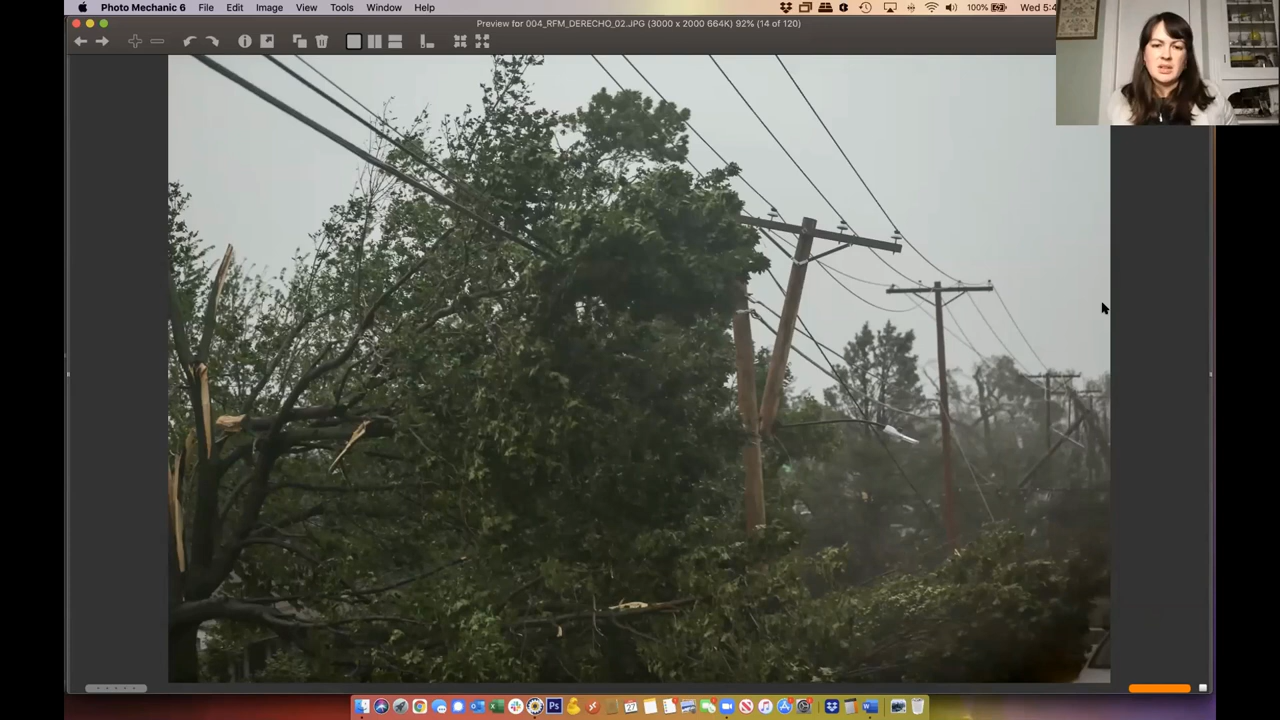 Photo Mechanic 6 File Edit Image View Tools Window Help 100% Wed 5:4
Preview for 004_RFM_DERECHO_02.JPG (3000 x 2000 664K) 92% (14 of 120)